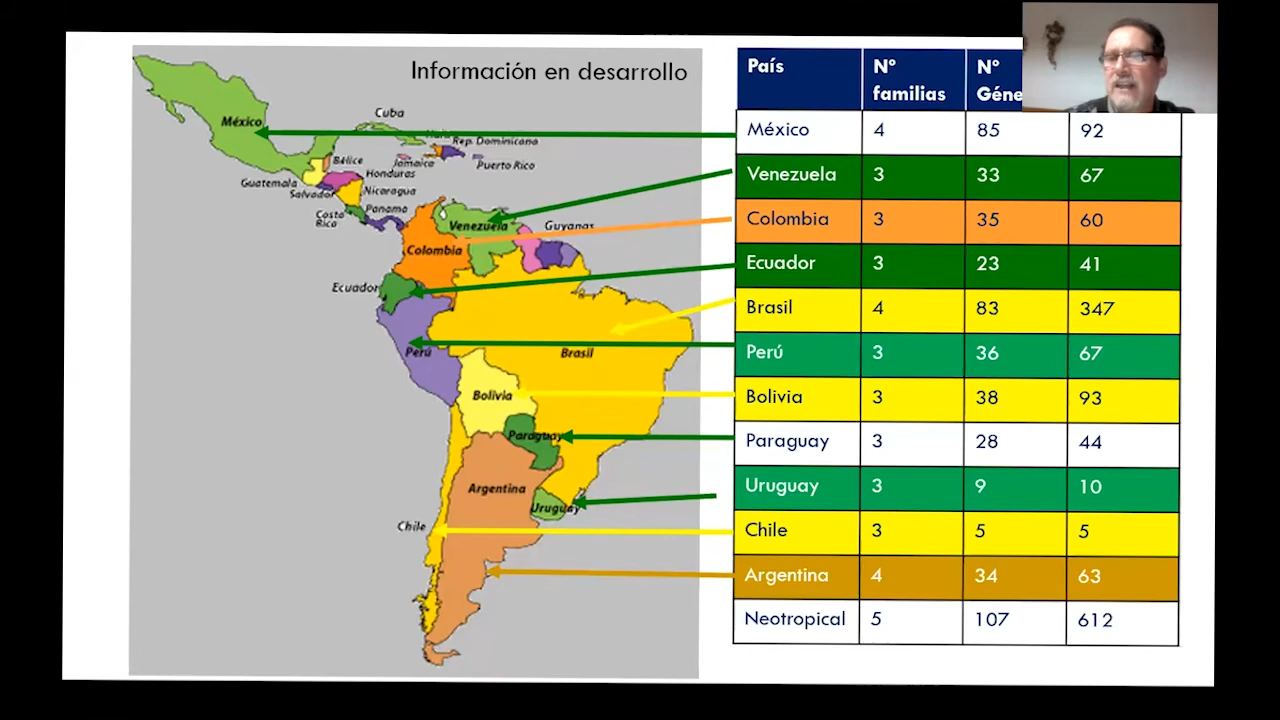 Información en desarrollo
México
Cuba
Rep. Dominicana
Jamaica
Puerto Rico
Bélice
Honduras
Guatemala
Salvador
Nicaragua
Costa
Rica
Panama
Venezuela
Guyanas
Colombia
Ecuador
Perú
Brasil
Bolivia
Paraguay
Argentina
Uruguay
Chile
País Nº familias Nº Géne
México 4 85 92
Venezuela 3 33 67
Colombia 3 35 60
Ecuador 3 23 41
Brasil 4 83 347
Perú 3 36 67
Bolivia 3 38 93
Paraguay 3 28 44
Uruguay 3 9 10
Chile 3 5 5
Argentina 4 34 63
Neotropical 5 107 612